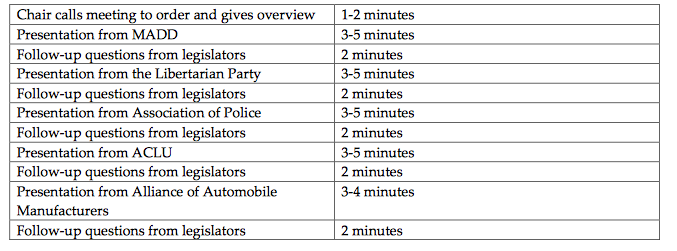 Chair calls meeting to order and gives overview 1-2 minutes
Presentation from MADD 3-5 minutes
Follow-up questions from legislators 2 minutes
Presentation from the Libertarian Party 3-5 minutes
Follow-up questions from legislators 2 minutes
Presentation from Association of Police 3-5 minutes
Follow-up questions from legislators 2 minutes
Presentation from ACLU 3-5 minutes
Follow-up questions from legislators 2 minutes
Presentation from Alliance of Automobile 3-4 minutes
Manufacturers
Follow-up questions from legislators 2 minutes